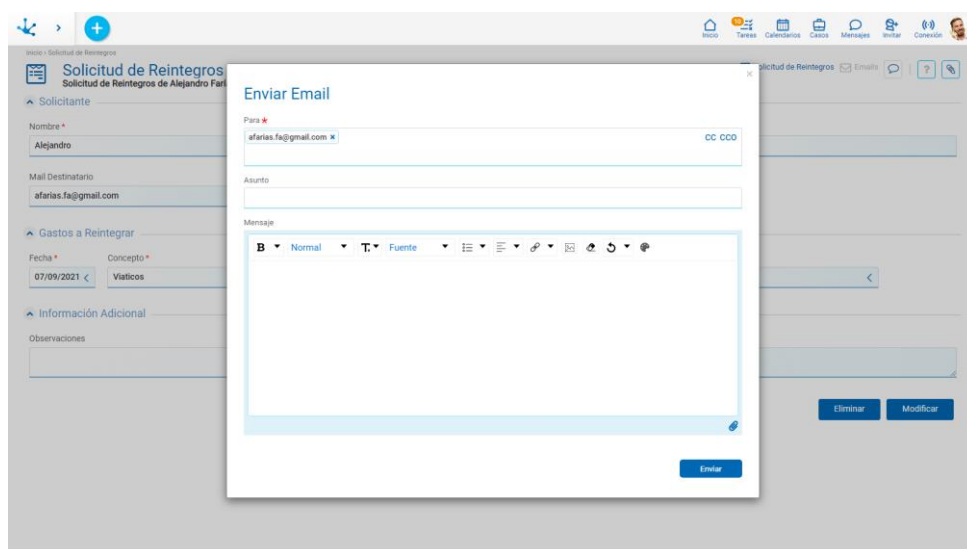 Inicio
10
Tareas
Calendarios
Casos
Mensajes
Invitar
Conexión
Inicio > Solicitud de Reintegros
Solicitud de Reintegros
Solicitud de Reintegros de Alejandro Farí
olicitud de Reintegros Emails
?
Solicitante
Nombre *
Alejandro
Mail Destinatario
afarias.fa@gmail.com
Gastos a Reintegrar
Fecha * Concepto *
07/09/2021 Viaticos
Información Adicional
Observaciones
Eliminar Modificar
×
Enviar Email
Para *
afarias.fa@gmail.com × CC CCO
Asunto
Mensaje
B Normal T. Fuente
Enviar